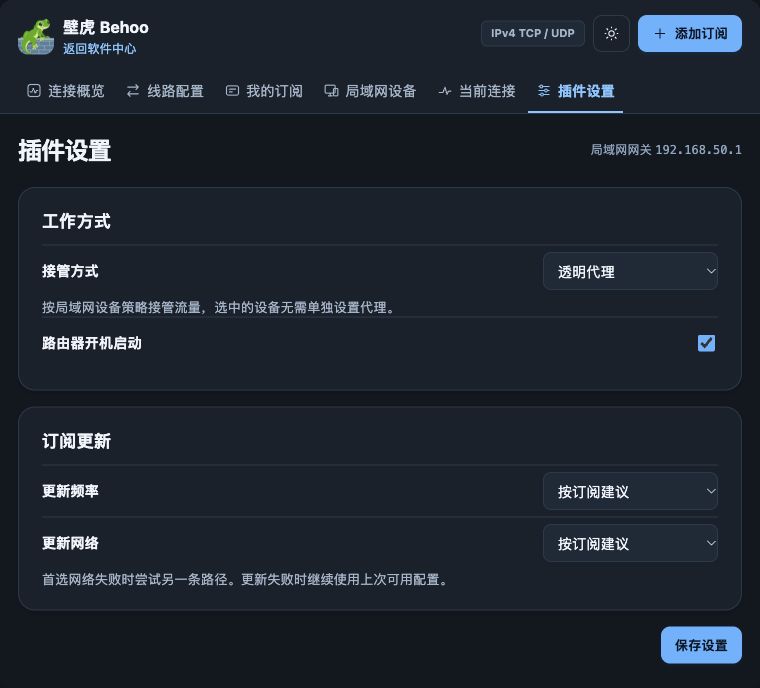 壁虎 Behoo
返回软件中心
IPv4 TCP / UDP
添加订阅
连接概览
线路配置
我的订阅
局域网设备
当前连接
插件设置
插件设置
局域网网关 192.168.50.1
工作方式
接管方式
透明代理
按局域网设备策略接管流量，选中的设备无需单独设置代理。
路由器开机启动
订阅更新
更新频率
按订阅建议
更新网络
按订阅建议
首选网络失败时尝试另一条路径。更新失败时继续使用上次可用配置。
保存设置